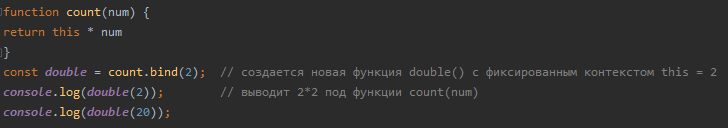 function count(num) {
return this * num
}
const double = count.bind(2);  // создается новая функция double() с фиксированным контекстом this = 2
console.log(double(2));        // выводит 2*2 под функции count(num)
console.log(double(20));